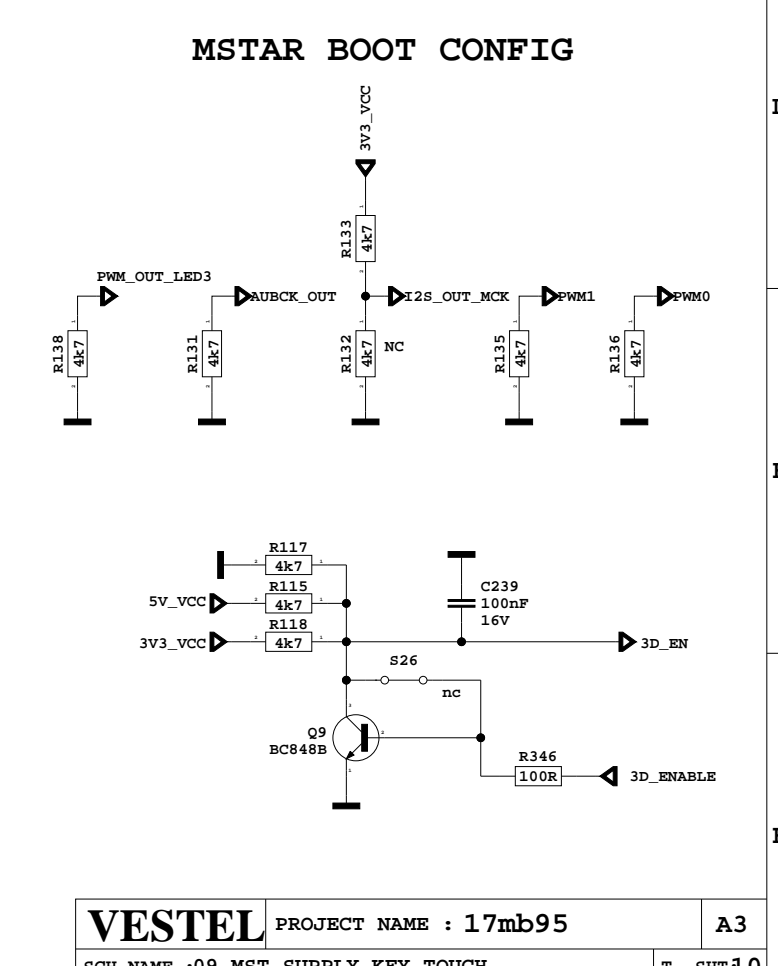 MSTAR BOOT CONFIG
3V3_VCC
R133
4k7
PWM_OUT_LED3
AUBCK_OUT
I2S_OUT_MCK
PWM1
PWM0
R138
4k7
R131
4k7
R132
4k7
NC
R135
4k7
R136
4k7
R117
4k7
5V_VCC
R115
4k7
3V3_VCC
R118
4k7
C239
100nF
16V
3D_EN
S26
nc
Q9
BC848B
R346
100R
3D_ENABLE
VESTEL
PROJECT NAME : 17mb95
A3